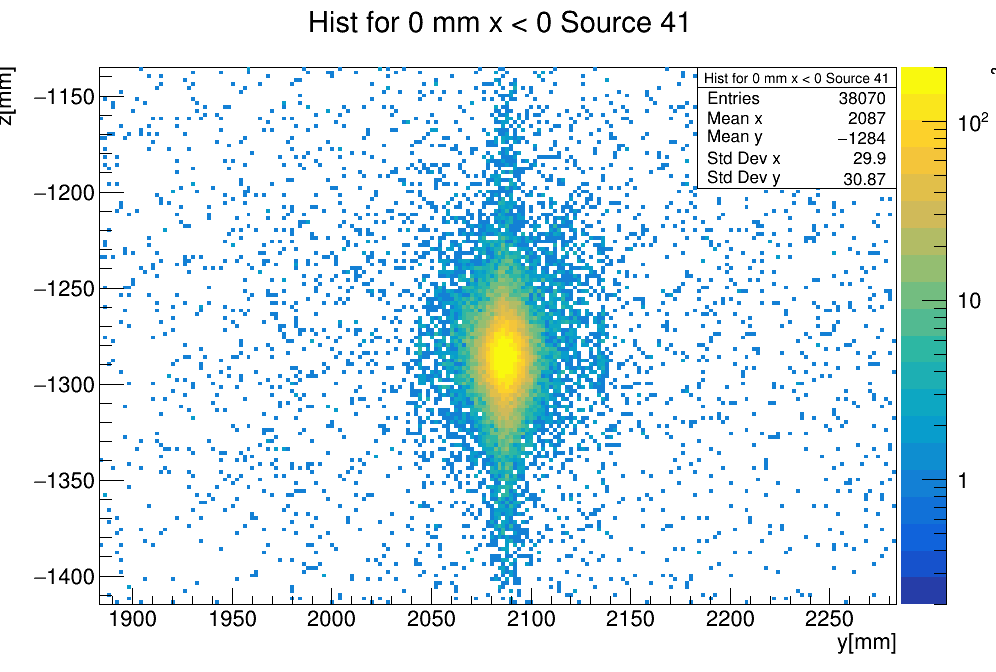 Hist for 0 mm x < 0 Source 41
z[mm]
−1150
−1200
−1250
−1300
−1350
−1400
Hist for 0 mm x < 0 Source 41
Entries 38070
Mean x 2087
Mean y −1284
Std Dev x 29.9
Std Dev y 30.87
10²
10
1
1900 1950 2000 2050 2100 2150 2200 2250
y[mm]